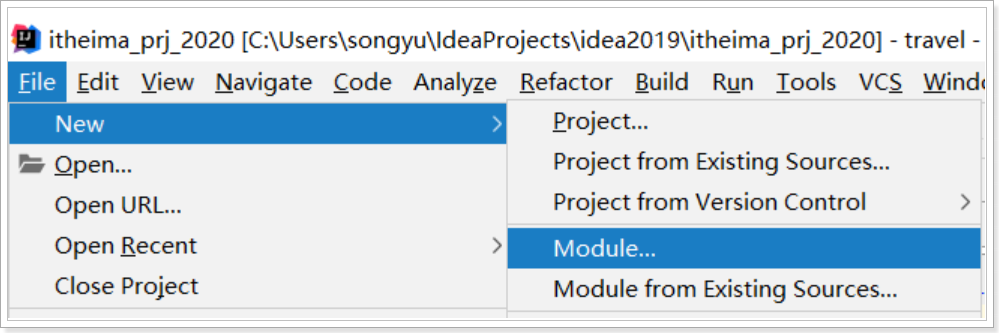 itheima_prj_2020 [C:\Users\songyu\IdeaProjects\idea2019\itheima_prj_2020] - travel -
File Edit View Navigate Code Analyze Refactor Build Run Tools VCS Windo
New
Open...
Open URL...
Open Recent
Close Project
Project...
Project from Existing Sources...
Project from Version Control
Module...
Module from Existing Sources...